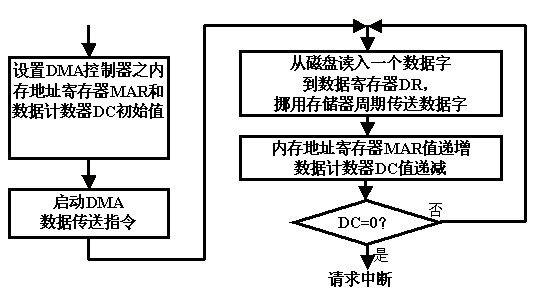 设置DMA控制器之内
存地址寄存器MAR和
数据计数器DC初始值
启动DMA
数据传送指令
从磁盘读入一个数据字
到数据寄存器DR，
挪用存储器周期传送数据字
内存地址寄存器MAR值递增
数据计数器DC值递减
DC=0？
否
是
请求中断